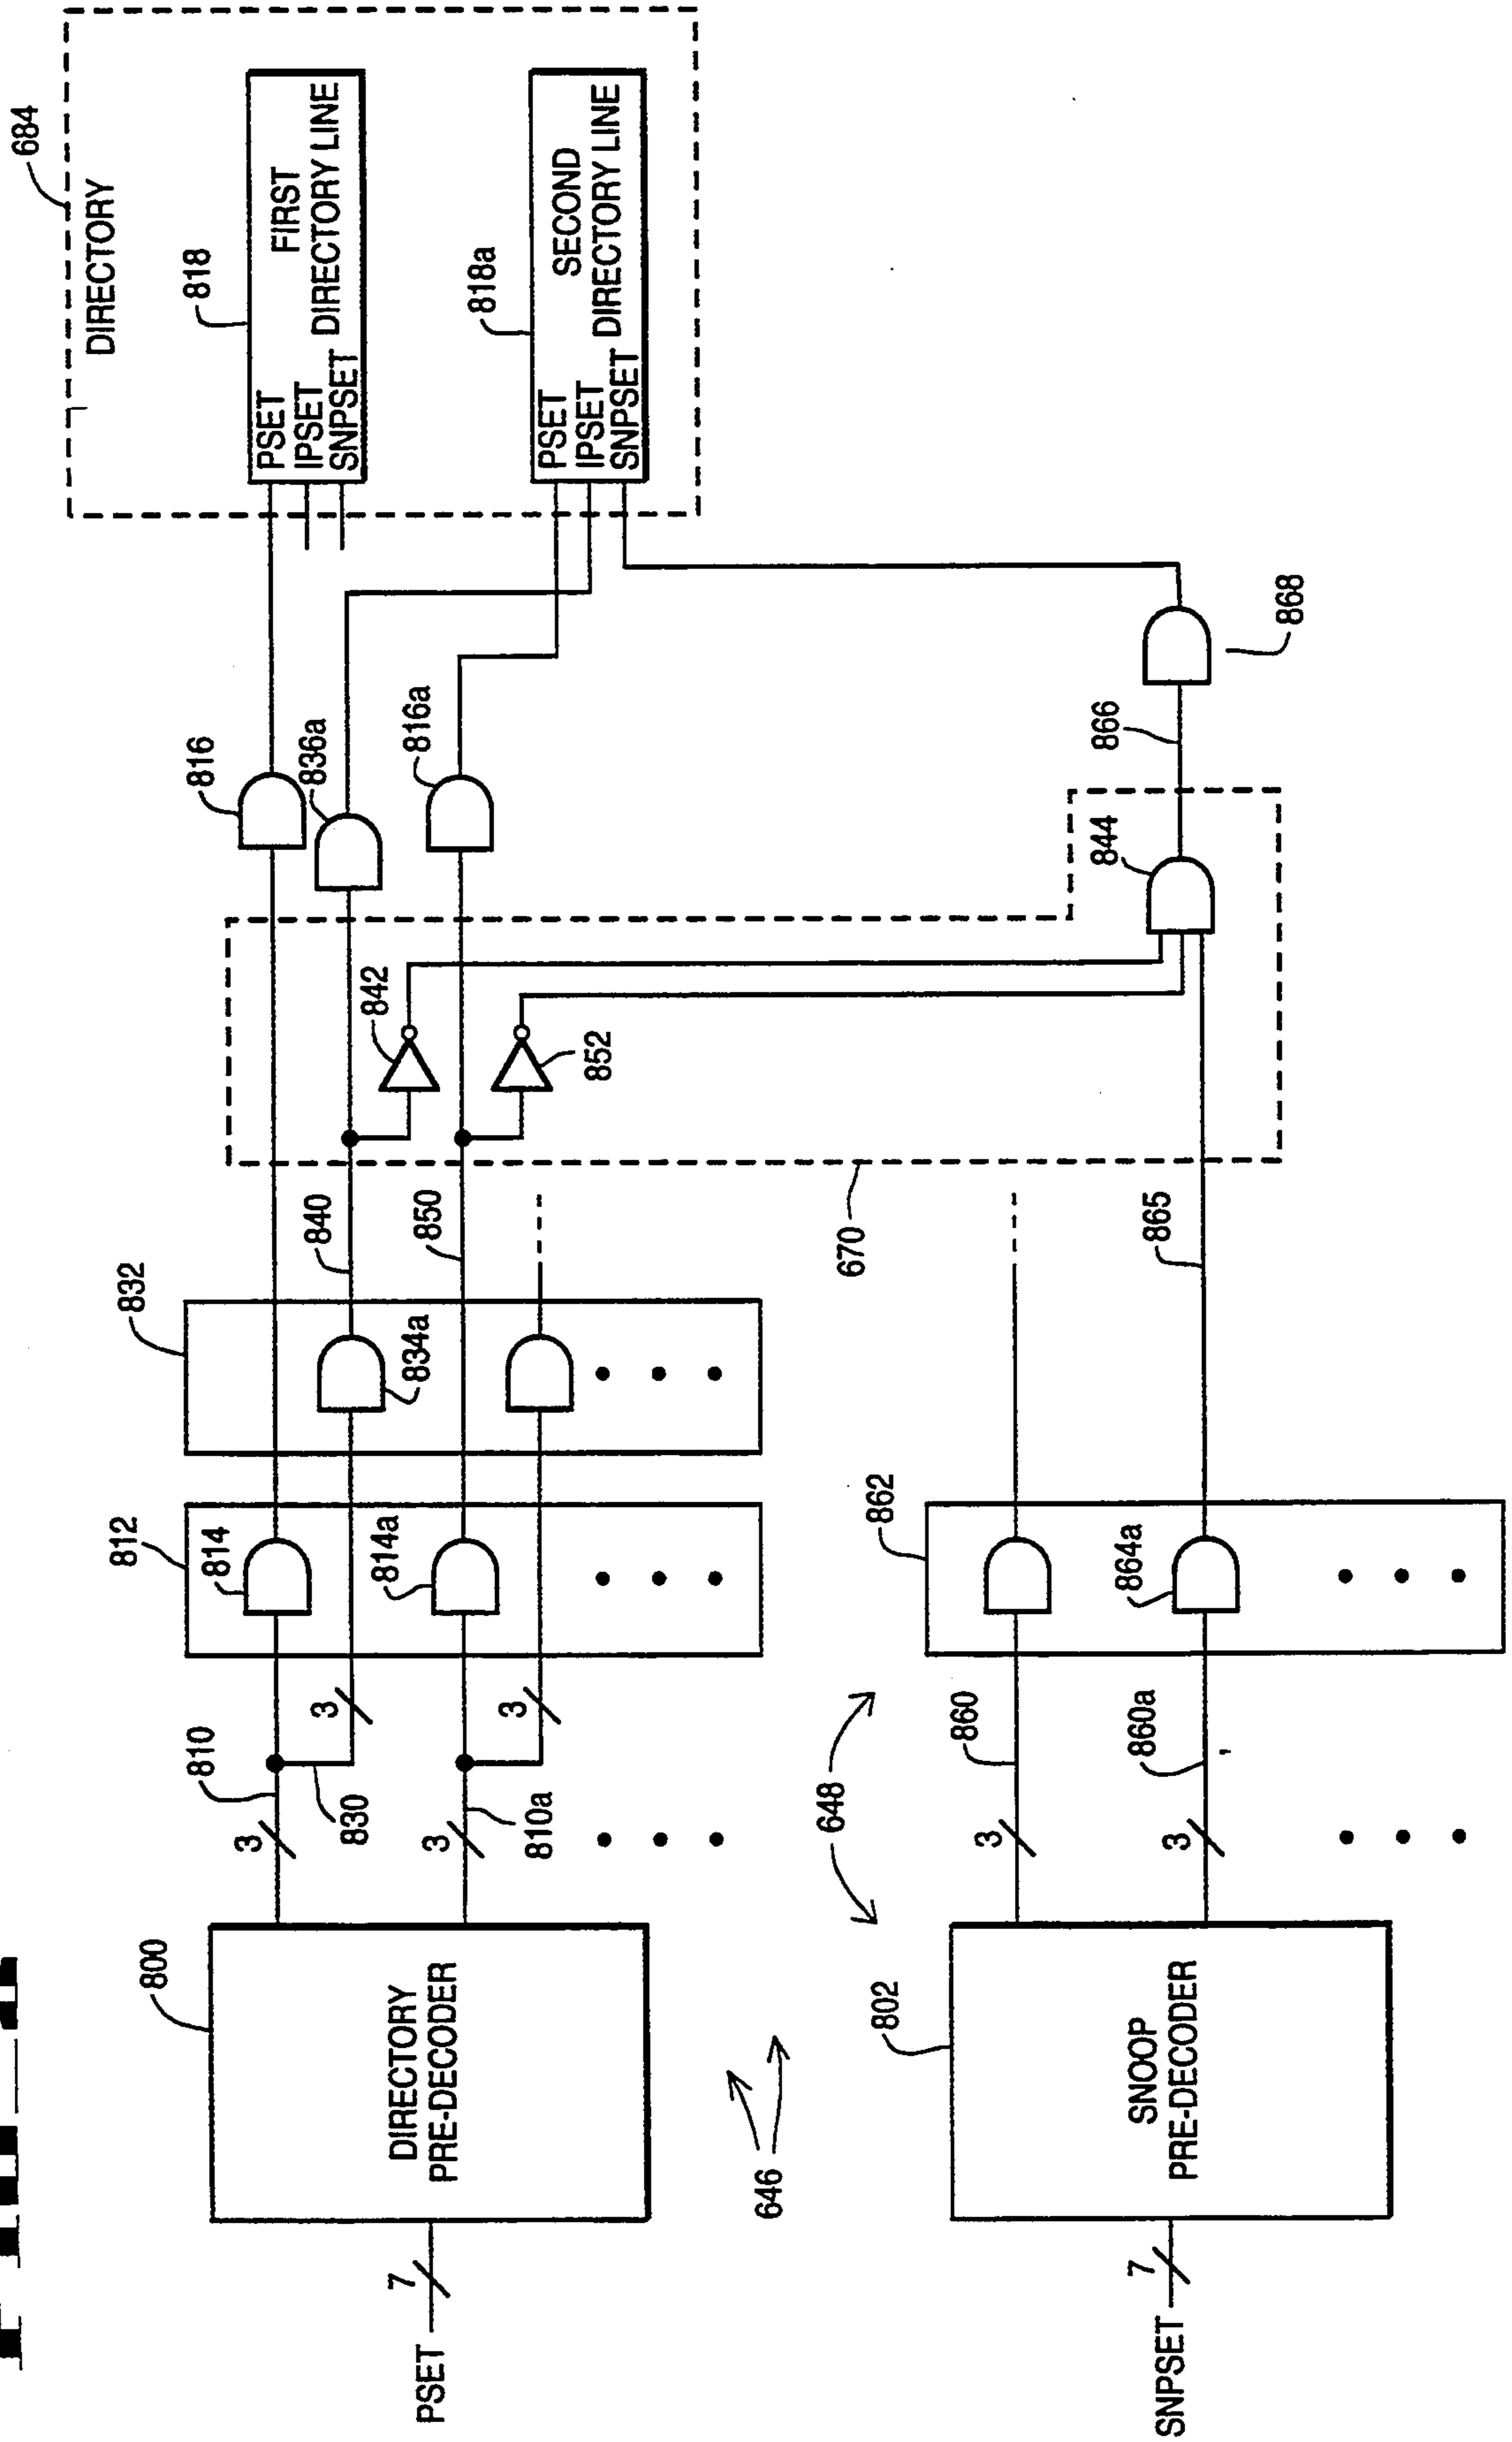 684
DIRECTORY
818
PSET
IPSET
SNPSET
FIRST
DIRECTORY LINE
818a
PSET
IPSET
SNPSET
SECOND
DIRECTORY LINE
816
836a
816a
866
868
844
842
852
670
840
850
865
832
834a
812
814
814a
862
864a
3
3
810
830
3
3
810a
648
860
860a
3
3
800
DIRECTORY
PRE-DECODER
802
SNOOP
PRE-DECODER
646
PSET
7
SNPSET
7